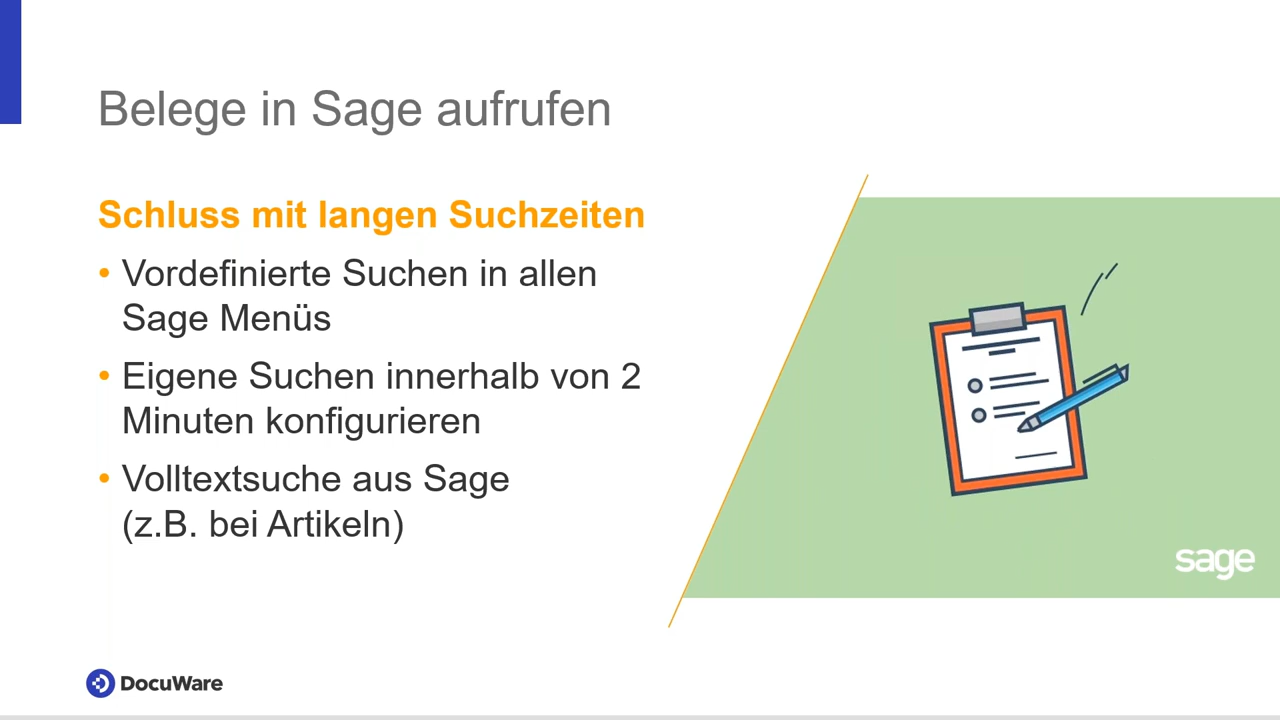 Belege in Sage aufrufen
Schluss mit langen Suchzeiten
• Vordefinierte Suchen in allen
Sage Menüs
• Eigene Suchen innerhalb von 2
Minuten konfigurieren
• Volltextsuche aus Sage
(z.B. bei Artikeln)
sage
DocuWare